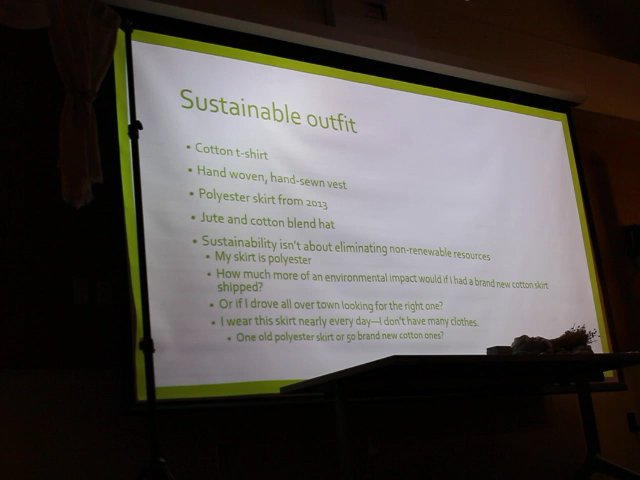 Sustainable outfit
• Cotton t-shirt
• Hand woven, hand-sewn vest
• Polyester skirt from 2013
• Jute and cotton blend hat
• Sustainability isn't about eliminating non-renewable resources
• My skirt is polyester
• How much more of an environmental impact would if I had a brand new cotton skirt
shipped?
• Or if I drove all over town looking for the right one?
• I wear this skirt nearly every day—I don't have many clothes.
• One old polyester skirt or 50 brand new cotton ones?